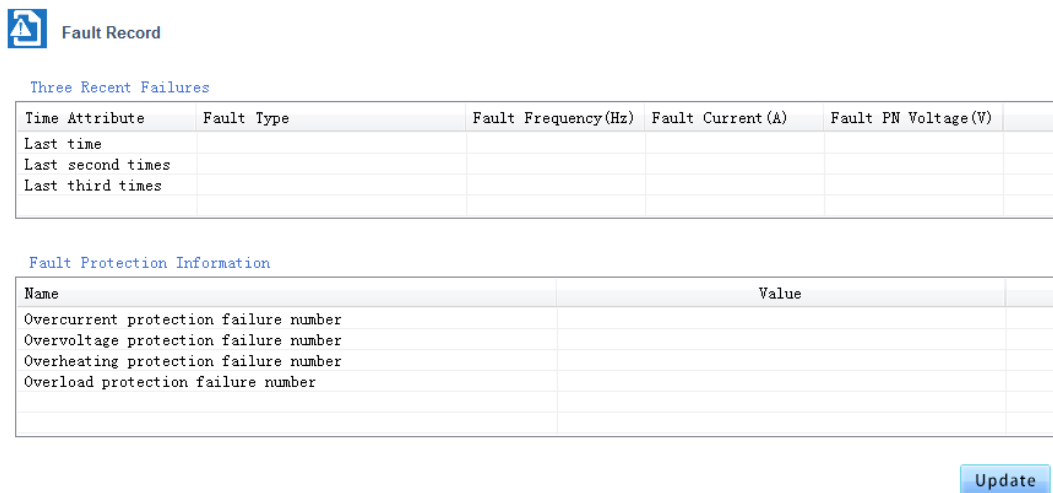 Fault Record
Three Recent Failures
Time Attribute Fault Type Fault Frequency(Hz) Fault Current(A) Fault PN Voltage(V)
Last time
Last second times
Last third times
Fault Protection Information
Name Value
Overcurrent protection failure number
Overvoltage protection failure number
Overheating protection failure number
Overload protection failure number
Update